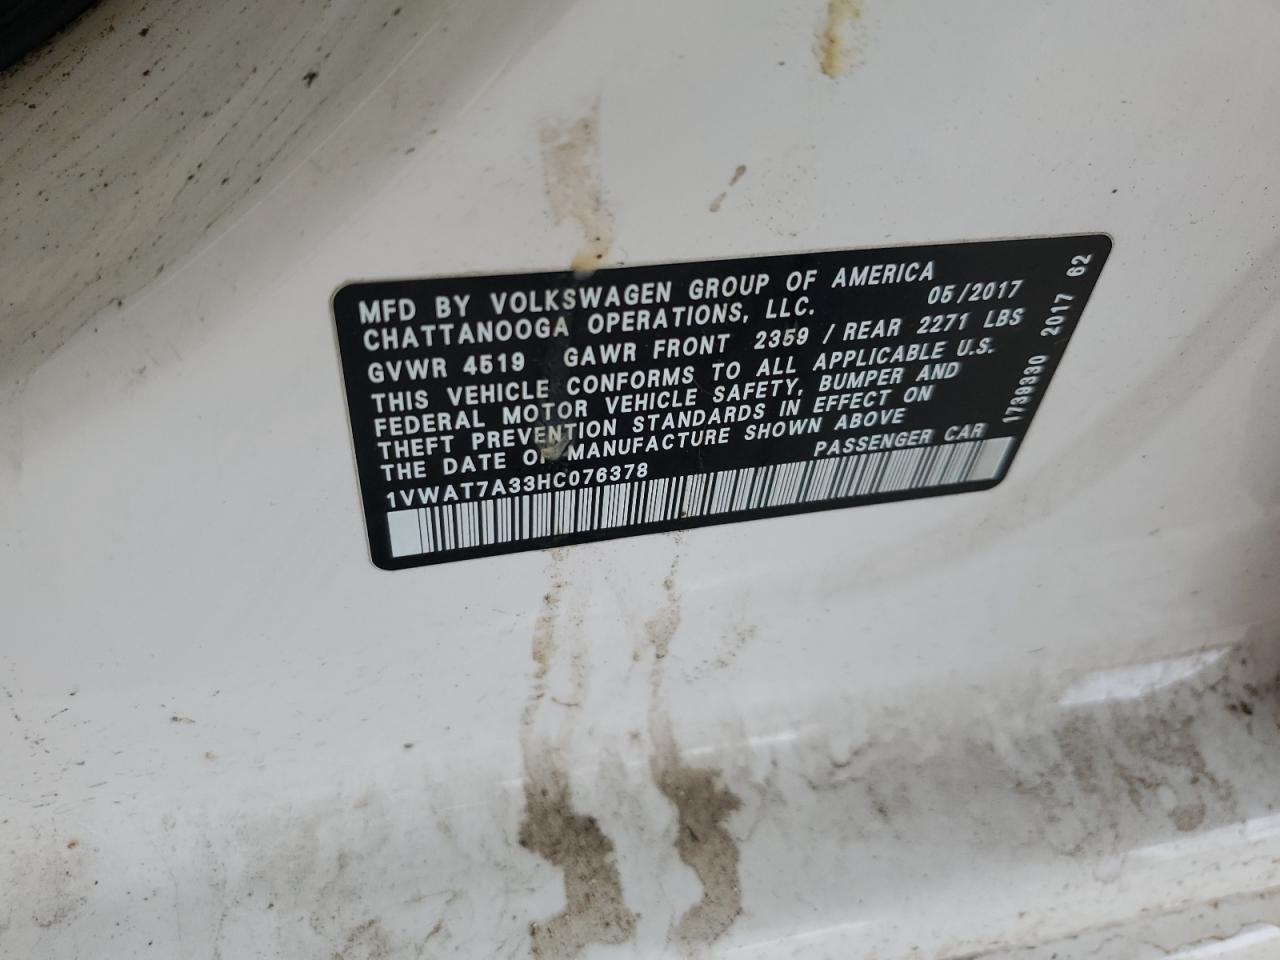 MFD BY VOLKSWAGEN GROUP OF AMERICA
CHATTANOOGA OPERATIONS, LLC.
05/2017
GVWR 4519 GAWR FRONT 2359 / REAR 2271 LBS
THIS VEHICLE CONFORMS TO ALL APPLICABLE U.S.
FEDERAL MOTOR VEHICLE SAFETY, BUMPER AND
THEFT PREVENTION STANDARDS IN EFFECT ON
THE DATE OF MANUFACTURE SHOWN ABOVE
1VWAT7A33HC076378
PASSENGER CAR
1739330 2017 62